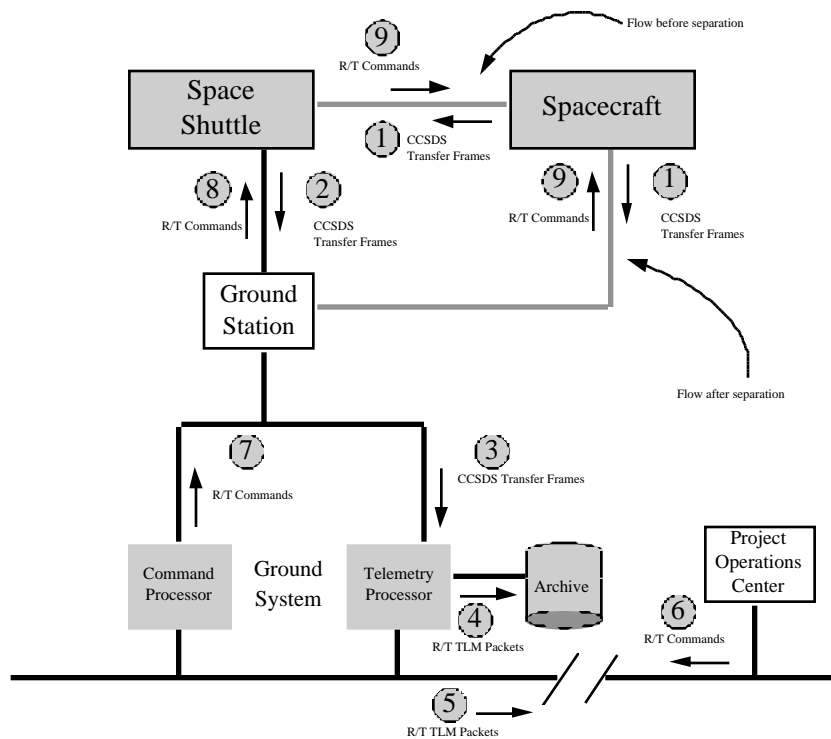 9
Flow before separation
R/T Commands
Space
Shuttle
Spacecraft
1
CCSDS
Transfer Frames
8
R/T Commands
2
CCSDS
Transfer Frames
9
R/T Commands
1
CCSDS
Transfer Frames
Ground
Station
Flow after separation
7
R/T Commands
3
CCSDS Transfer Frames
Command
Processor
Ground
System
Telemetry
Processor
Archive
Project
Operations
Center
4
R/T TLM Packets
6
R/T Commands
5
R/T TLM Packets